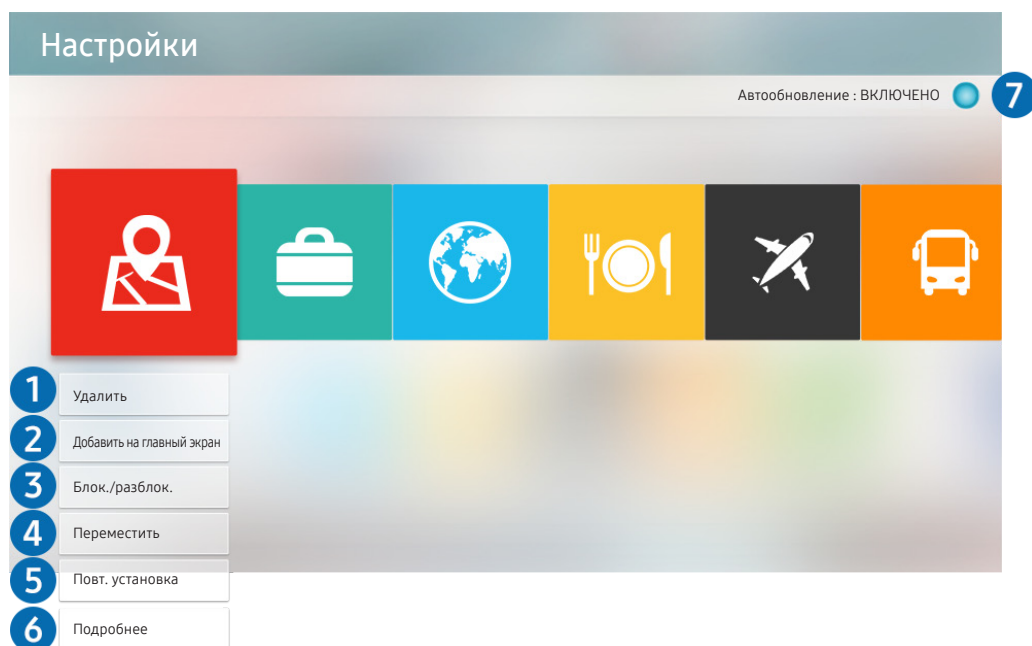 Настройки
Автообновление : ВКЛЮЧЕНО 7
1 Удалить
2 Добавить на главный экран
3 Блок./разблок.
4 Переместить
5 Повт. установка
6 Подробнее